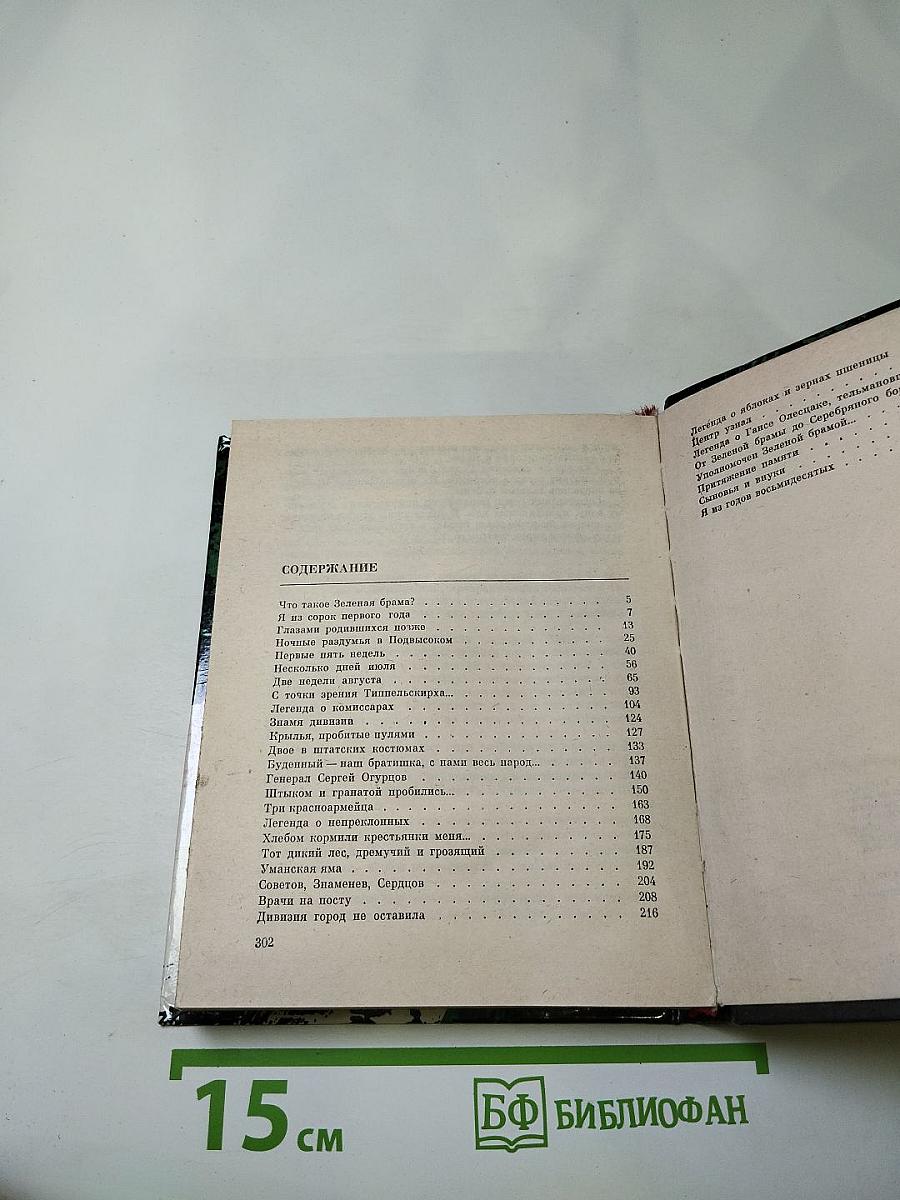 СОДЕРЖАНИЕ
Что такое Зеленая брама? . . . . . . . . . . . . . . 5
Я из сорок первого года . . . . . . . . . . . . . . 7
Глазами родившихся позже . . . . . . . . . . . . . 13
Ночные раздумья в Подвысоком . . . . . . . . . . . 25
Первые пять недель . . . . . . . . . . . . . . . . 40
Несколько дней июля . . . . . . . . . . . . . . . 56
Две недели августа . . . . . . . . . . . . . . . . 65
С точки зрения Типпельскирха... . . . . . . . . . . 93
Легенда о комиссарах . . . . . . . . . . . . . . . 104
Знамя дивизии . . . . . . . . . . . . . . . . . . 124
Крылья, пробитые пулями . . . . . . . . . . . . . 127
Двое в штатских костюмах . . . . . . . . . . . . . 133
Буденный — наш братишка, с нами весь народ... . . . . . 137
Генерал Сергей Огурцов . . . . . . . . . . . . . . 140
Штыком и гранатой пробились... . . . . . . . . . . 150
Три красноармейца . . . . . . . . . . . . . . . . 163
Легенда о непреклонных . . . . . . . . . . . . . . 168
Хлебом кормили крестьянки меня... . . . . . . . . . 175
Тот дикий лес, дремучий и грозящий . . . . . . . . 187
Уманская яма . . . . . . . . . . . . . . . . . . . 192
Советов, Знаменев, Сердцов . . . . . . . . . . . . 204
Врачи на посту . . . . . . . . . . . . . . . . . . 208
Дивизия город не оставила . . . . . . . . . . . . . 216
302
Легенда о яблоках и зернах пшеницы
Центр узнал . . . . . . . . .
Легенда о Гансе Олесцаке, тельмановц
От Зеленой брамы до Серебряного бор
Уполномочен Зеленой брамой... . . .
Притяжение памяти . . . . . .
Сыновья и внуки . . . . . . .
Я из годов восьмидесятых . . . .
15 см
БФ БИБЛИОФАН